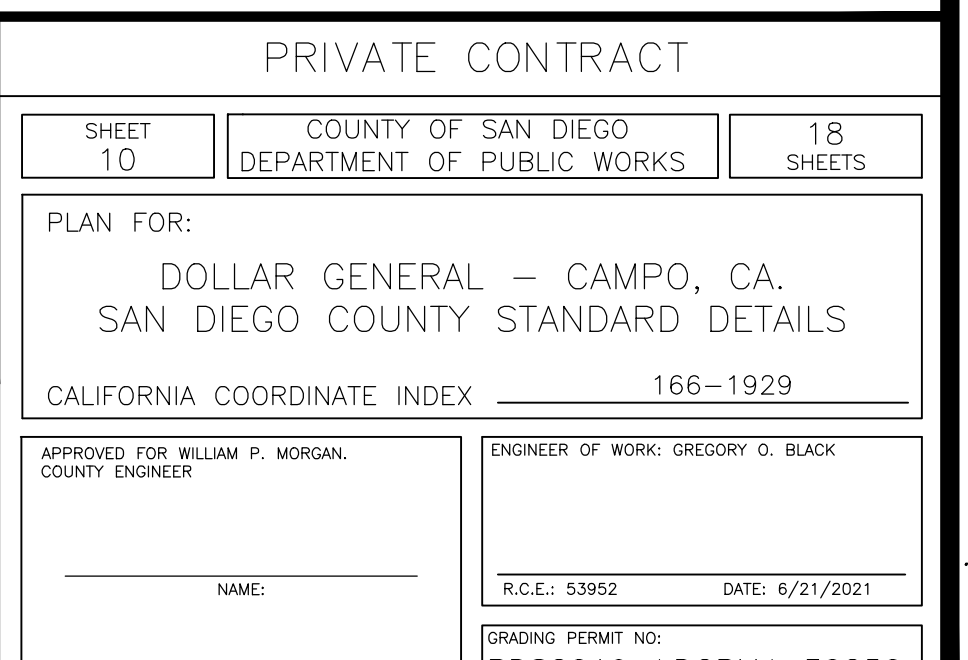 PRIVATE CONTRACT
SHEET
10
COUNTY OF SAN DIEGO
DEPARTMENT OF PUBLIC WORKS
18
SHEETS
PLAN FOR:
DOLLAR GENERAL – CAMPO, CA.
SAN DIEGO COUNTY STANDARD DETAILS
CALIFORNIA COORDINATE INDEX 166–1929
APPROVED FOR WILLIAM P. MORGAN.
COUNTY ENGINEER
NAME:
ENGINEER OF WORK: GREGORY O. BLACK
R.C.E.: 53952 DATE: 6/21/2021
GRADING PERMIT NO: